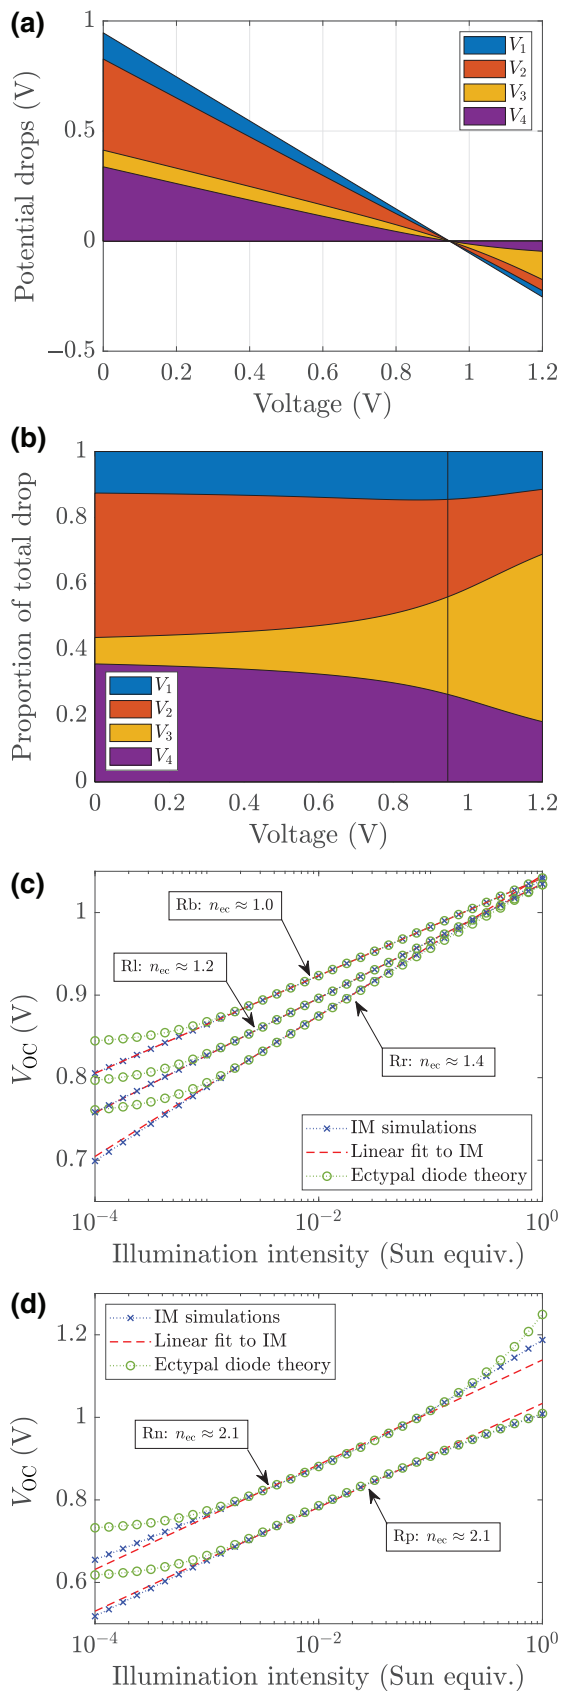 (a)
Potential drops (V)
1
0.5
0
−0.5
V1
V2
V3
V4
0 0.2 0.4 0.6 0.8 1 1.2
Voltage (V)
(b)
Proportion of total drop
1
0.8
0.6
0.4
0.2
0
V1
V2
V3
V4
0 0.2 0.4 0.6 0.8 1 1.2
Voltage (V)
(c)
VOC (V)
1
0.9
0.8
0.7
Rb: nec ≈ 1.0
Rl: nec ≈ 1.2
Rr: nec ≈ 1.4
IM simulations
Linear fit to IM
Ectypal diode theory
10−4 10−2 100
Illumination intensity (Sun equiv.)
(d)
VOC (V)
1.2
1
0.8
0.6
IM simulations
Linear fit to IM
Ectypal diode theory
Rn: nec ≈ 2.1
Rp: nec ≈ 2.1
10−4 10−2 100
Illumination intensity (Sun equiv.)